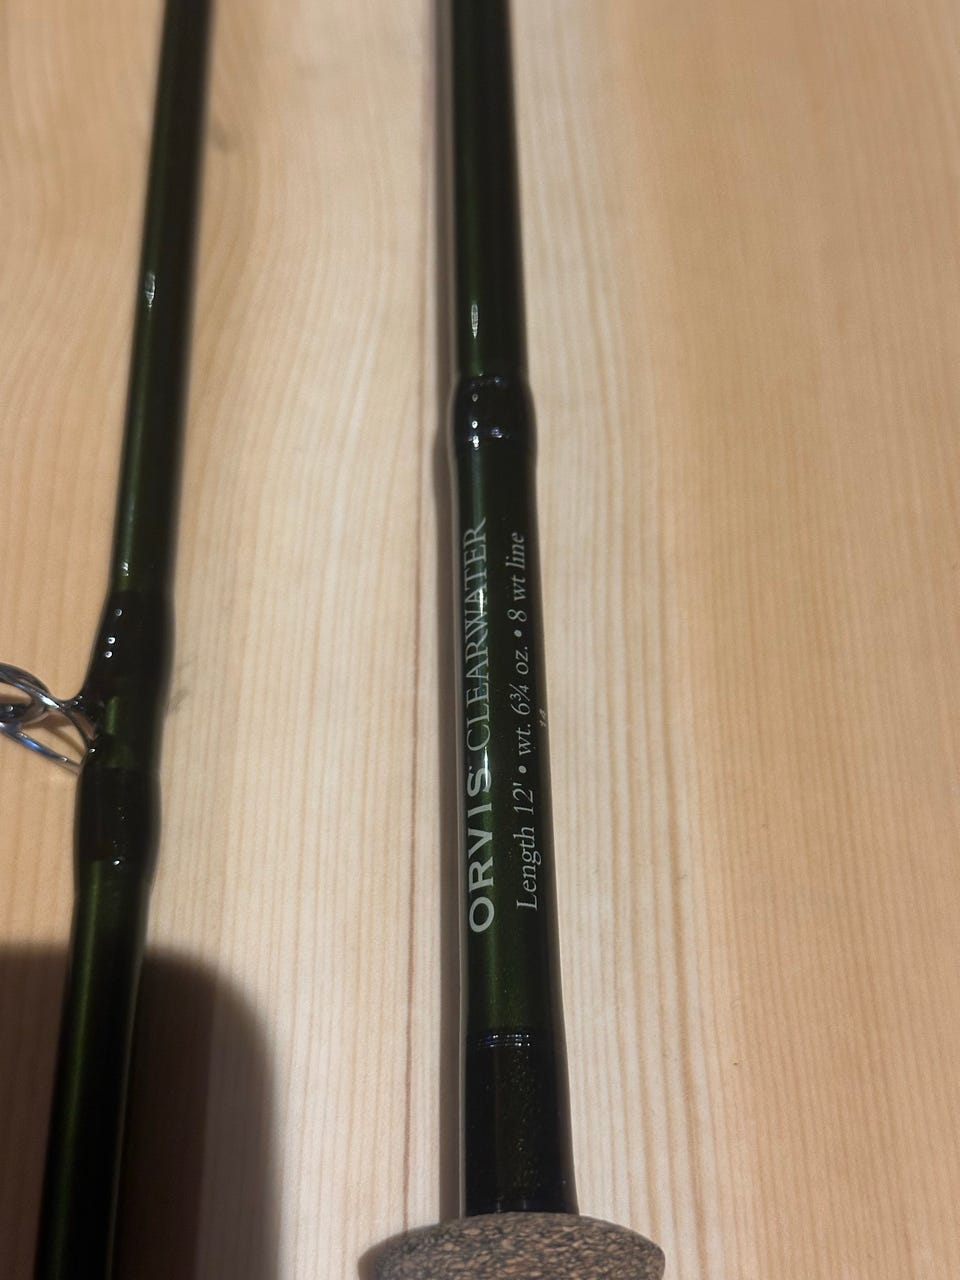 ORVIS CLEARWATER
Length 12' • wt. 6¾ oz. • 8 wt line